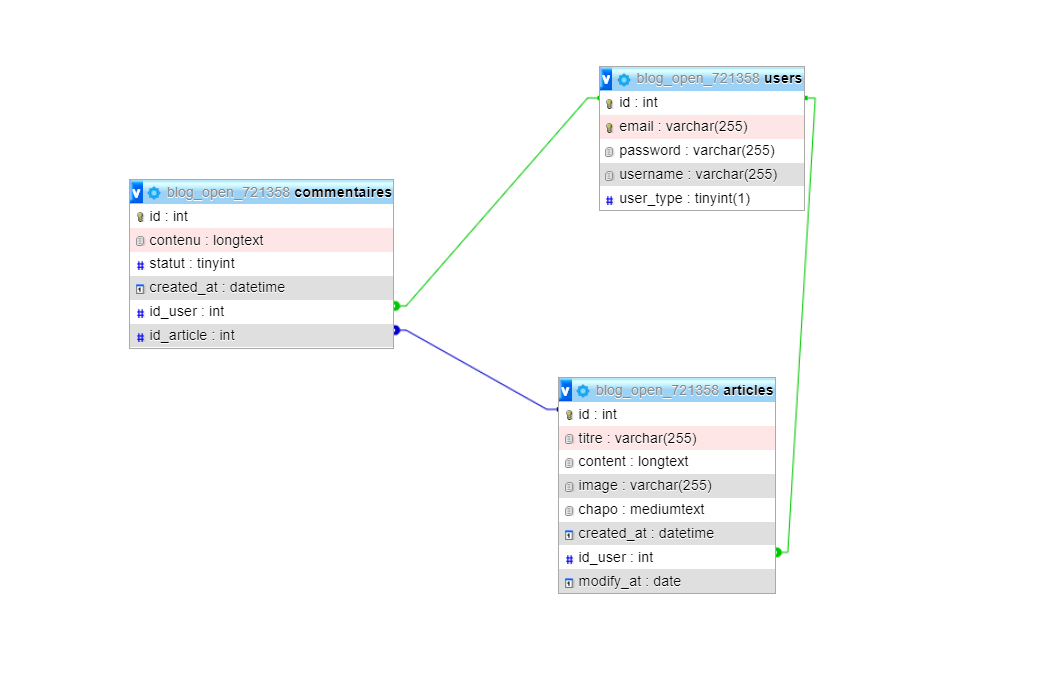 v blog_open_721358 users
id : int
email : varchar(255)
password : varchar(255)
username : varchar(255)
# user_type : tinyint(1)
v blog_open_721358 commentaires
id : int
contenu : longtext
# statut : tinyint
created_at : datetime
# id_user : int
# id_article : int
v blog_open_721358 articles
id : int
titre : varchar(255)
content : longtext
image : varchar(255)
chapo : mediumtext
created_at : datetime
# id_user : int
modify_at : date